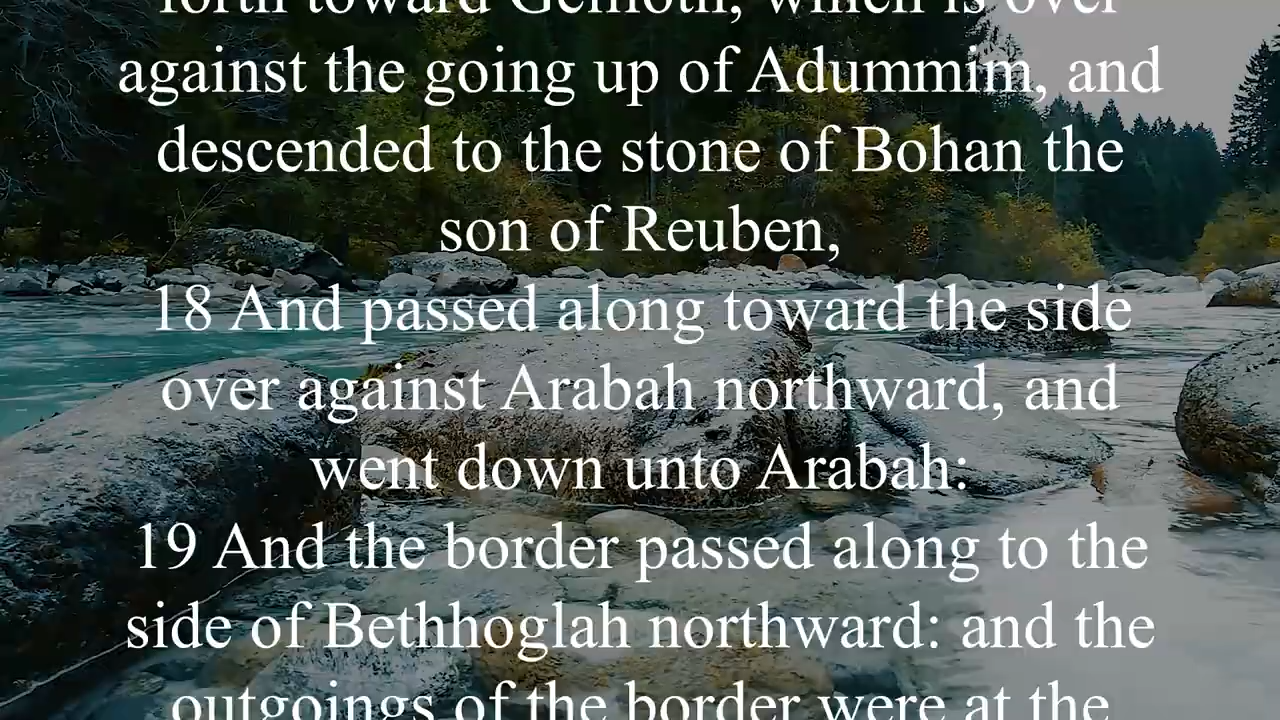 forth toward Geliloth, which is over
against the going up of Adummim, and
descended to the stone of Bohan the
son of Reuben,
18 And passed along toward the side
over against Arabah northward, and
went down unto Arabah:
19 And the border passed along to the
side of Bethhoglah northward: and the
outgoings of the border were at the